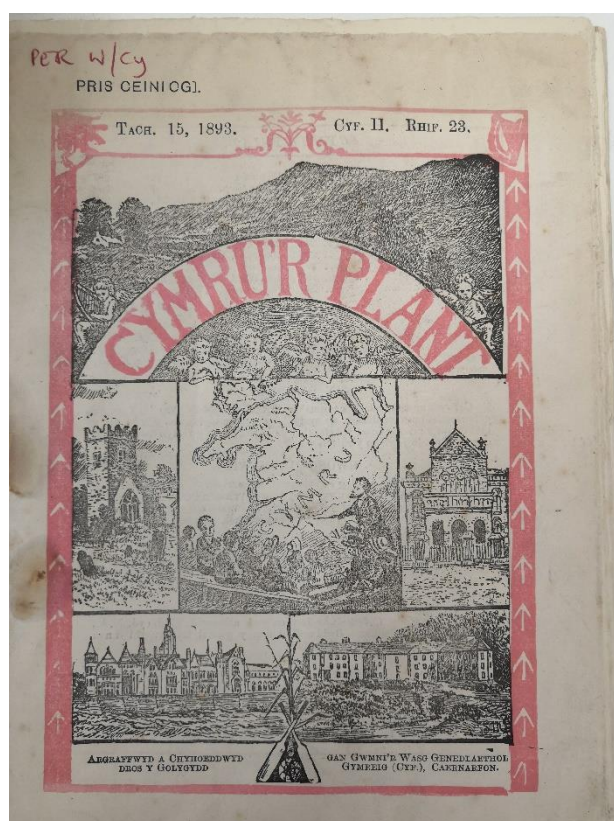 PER W/Cy
PRIS CEINIOG].
TACH. 15, 1893.
CYF. II. RHIF. 23.
CYMRU'R PLANT
CYMRU
ARGRAFFWYD A CHYHOEDDWYD
DROS Y GOLYGYDD
GAN GWMNI'R WASG GENEDLAETHOL
GYMREIG (CYF.), CAERNARFON.